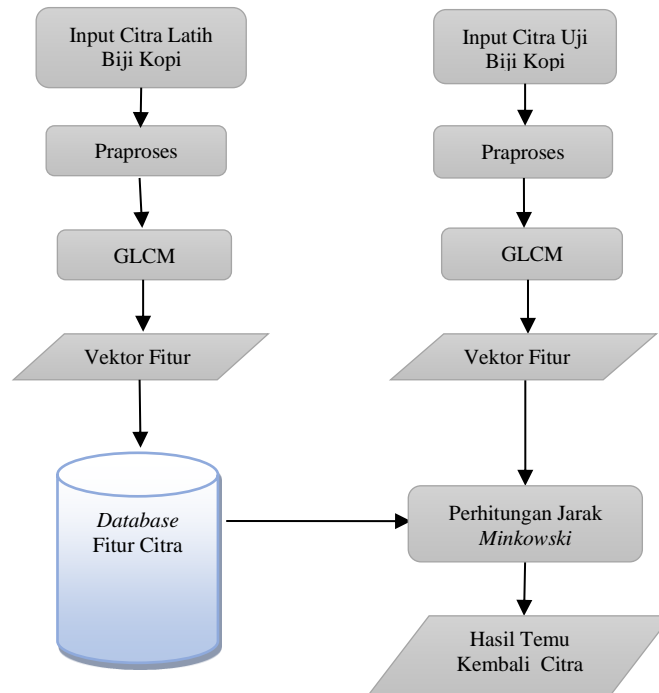 Input Citra Latih
Biji Kopi
Praproses
GLCM
Vektor Fitur
Database
Fitur Citra
Input Citra Uji
Biji Kopi
Praproses
GLCM
Vektor Fitur
Perhitungan Jarak
Minkowski
Hasil Temu
Kembali Citra